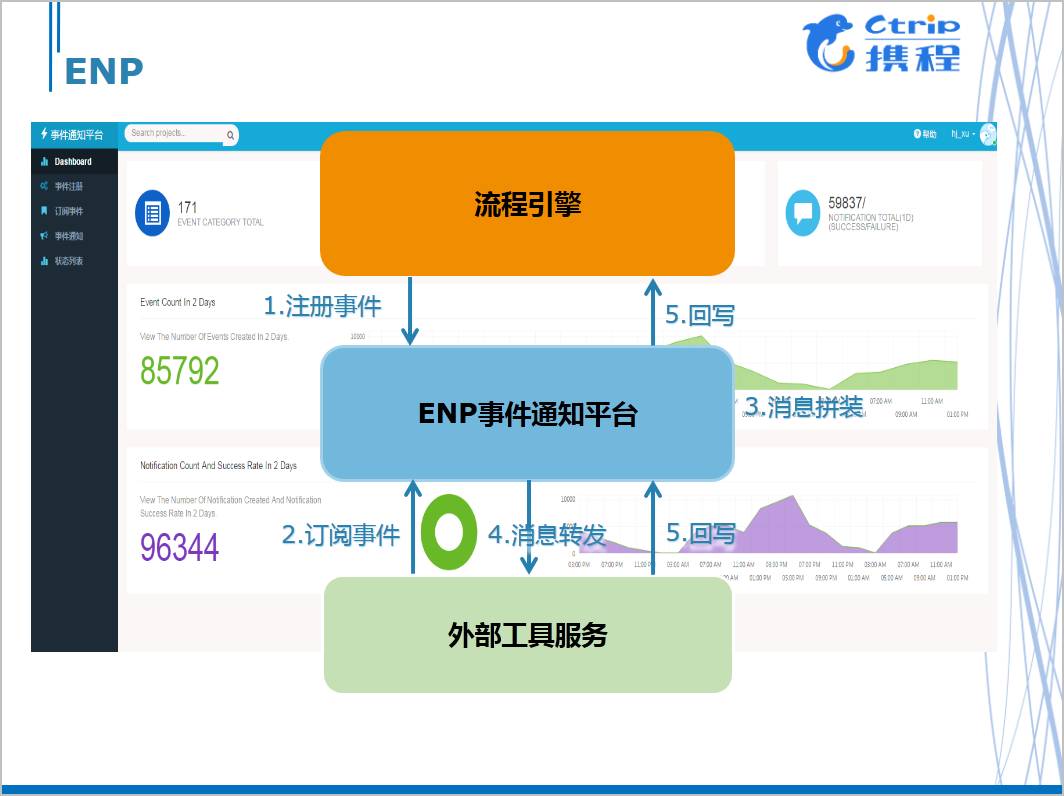 ENP
Ctrip
携程
事件通知平台
Search projects...
帮助
hj_xu
Dashboard
事件注册
订阅事件
事件通知
状态列表
171
EVENT CATEGORY TOTAL
流程引擎
59837/
NOTIFICATION TOTAL(1D)
(SUCCESS/FAILURE)
Event Count In 2 Days
1.注册事件
5.回写
View The Number Of Events Created In 2 Days.
10000
85792
ENP事件通知平台
3.消息拼装
07:00 AM 11:00 AM
09:00 AM 01:00 PM
Notification Count And Success Rate In 2 Days
View The Number Of Notification Created And Notification
Success Rate In 2 Days.
10000
96344
2.订阅事件
4.消息转发
5.回写
0
03:00 PM 07:00 PM 11:00 03:00 AM 07:00 AM 11:00 AM 03:00 PM 07:00 PM 11:00 PM 03:00 AM 07:00 AM 11:00 AM
AM 01:00 PM 05:00 PM 09:00 PM 01:00 AM 05:00 AM 09:00 AM 01:00 PM
外部工具服务